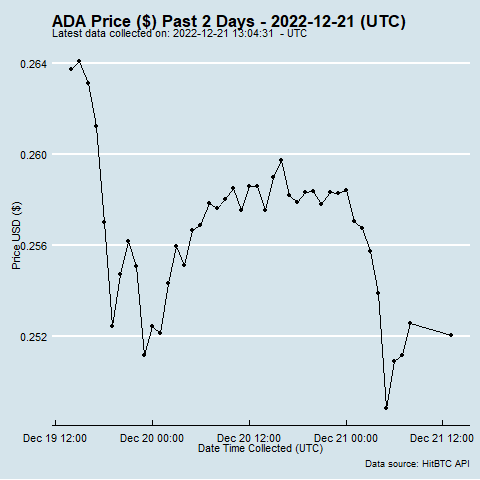 ADA Price ($) Past 2 Days - 2022-12-21 (UTC)
Latest data collected on: 2022-12-21 13:04:31 - UTC
0.264
0.260
0.256
0.252
Price USD ($)
Dec 19 12:00
Dec 20 00:00
Dec 20 12:00
Dec 21 00:00
Dec 21 12:00
Date Time Collected (UTC)
Data source: HitBTC API